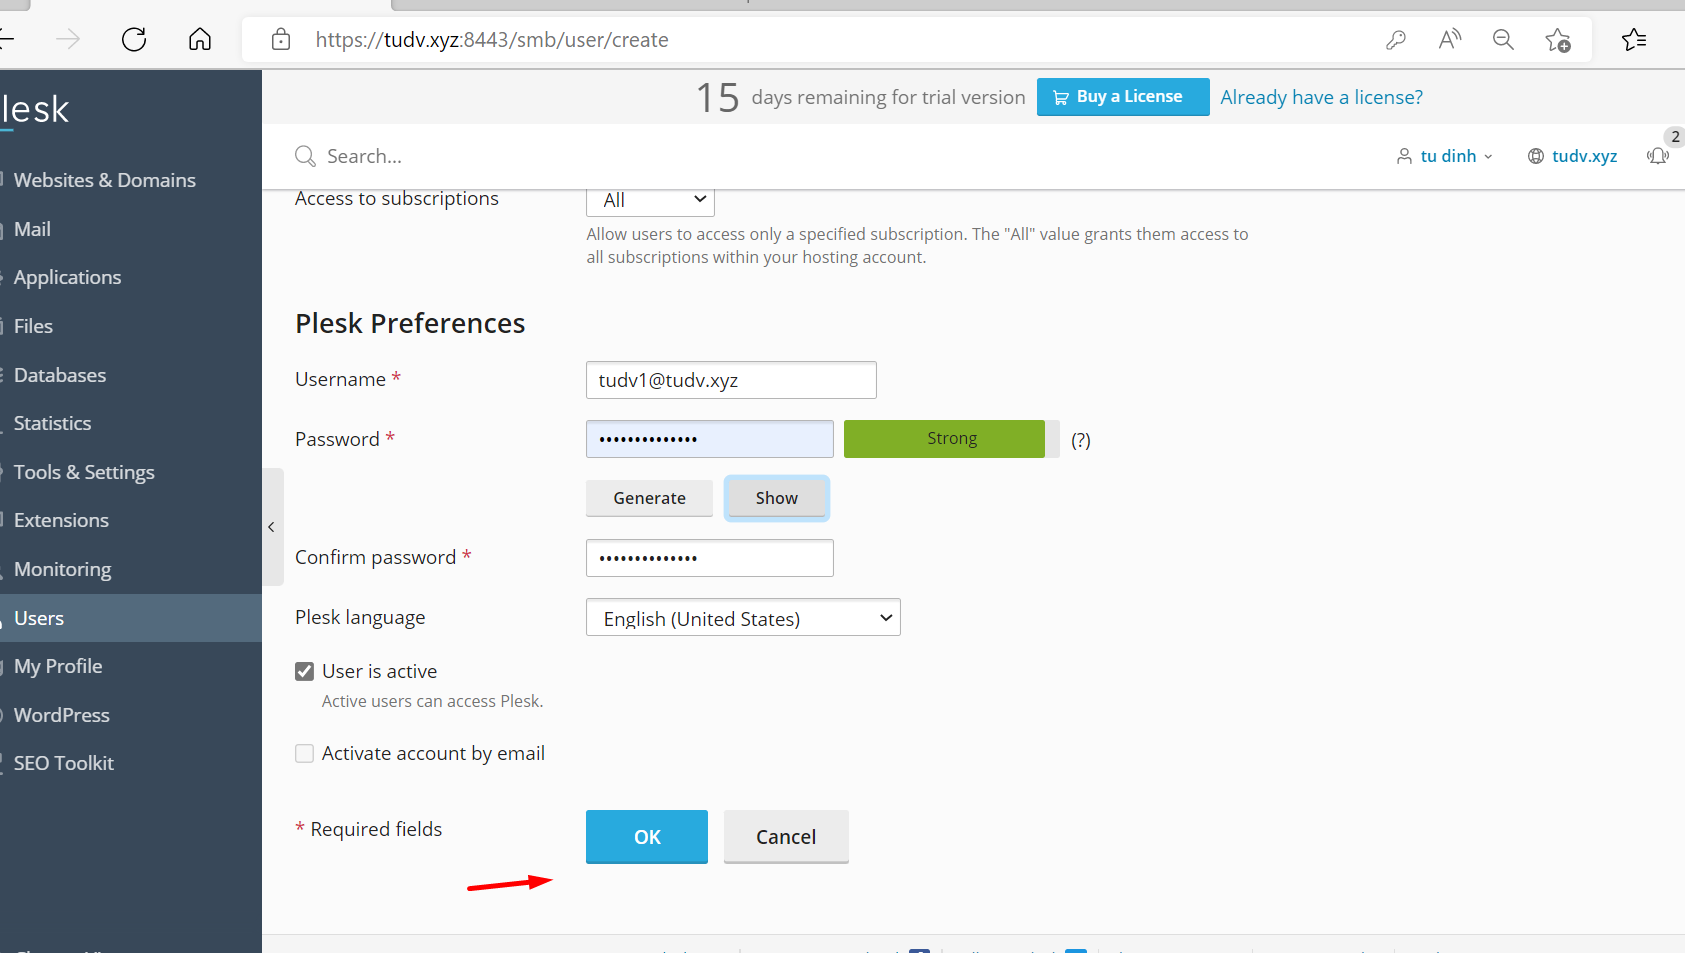 https://tudv.xyz:8443/smb/user/create
lesk
15 days remaining for trial version Buy a License Already have a license?
Search... tu dinh tudv.xyz 2
Websites & Domains
Mail
Applications
Files
Databases
Statistics
Tools & Settings
Extensions
Monitoring
Users
My Profile
WordPress
SEO Toolkit
Access to subscriptions All
Allow users to access only a specified subscription. The "All" value grants them access to
all subscriptions within your hosting account.
Plesk Preferences
Username * tudv1@tudv.xyz
Password * •••••••••••••• Strong (?)
Generate Show
Confirm password * ••••••••••••••
Plesk language English (United States)
User is active
Active users can access Plesk.
Activate account by email
* Required fields OK Cancel